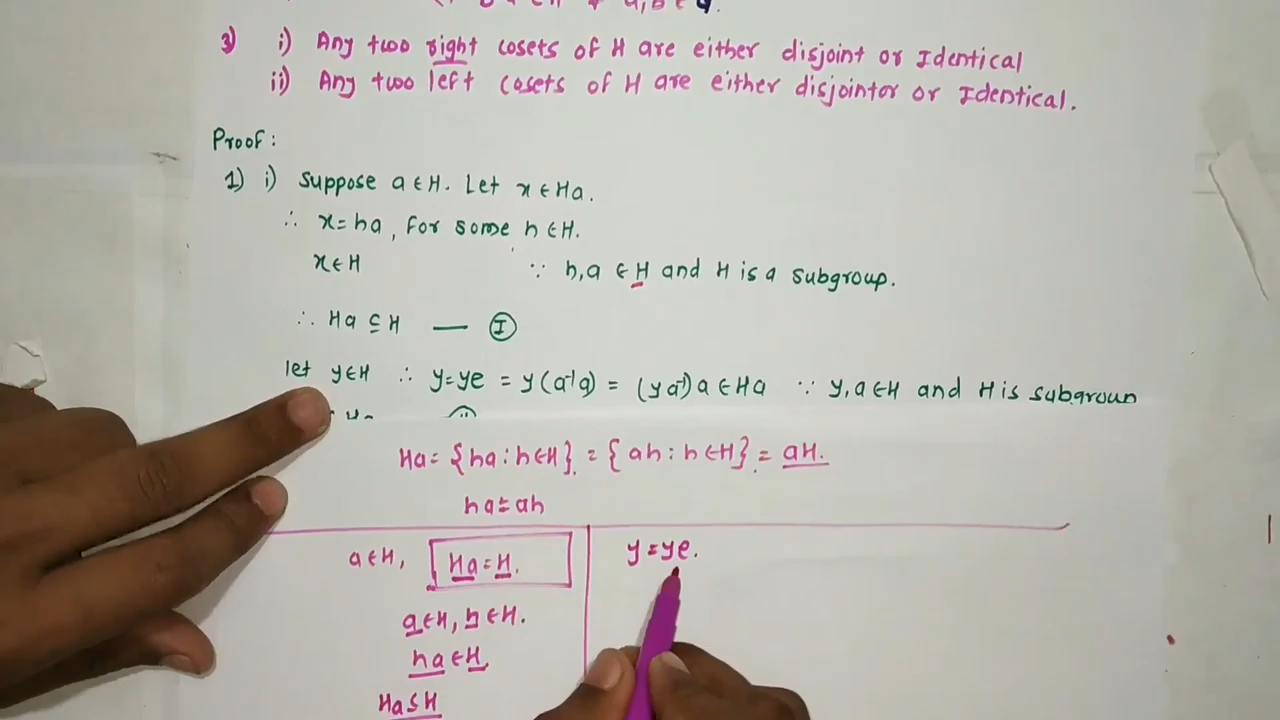 3) i) Any two right cosets of H are either disjoint or Identical
ii) Any two left cosets of H are either disjointor or Identical.
Proof:
1) i) Suppose a∈H. Let x∈Ha.
∴ x=ha, for some h∈H.
x∈H ∵ h,a ∈ H and H is a subgroup.
∴ Ha ⊆ H — Ⓘ
let y∈H ∴ y=ye = y(a⁻¹a) = (ya⁻¹)a ∈ Ha ∵ y,a∈H and H is subgroup
Ha = {ha : h∈H} = {ah : h∈H} = aH.
ha = ah
a∈H, Ha = H.
a∈H, h∈H.
ha ∈ H,
Ha ⊆ H
y = ye.